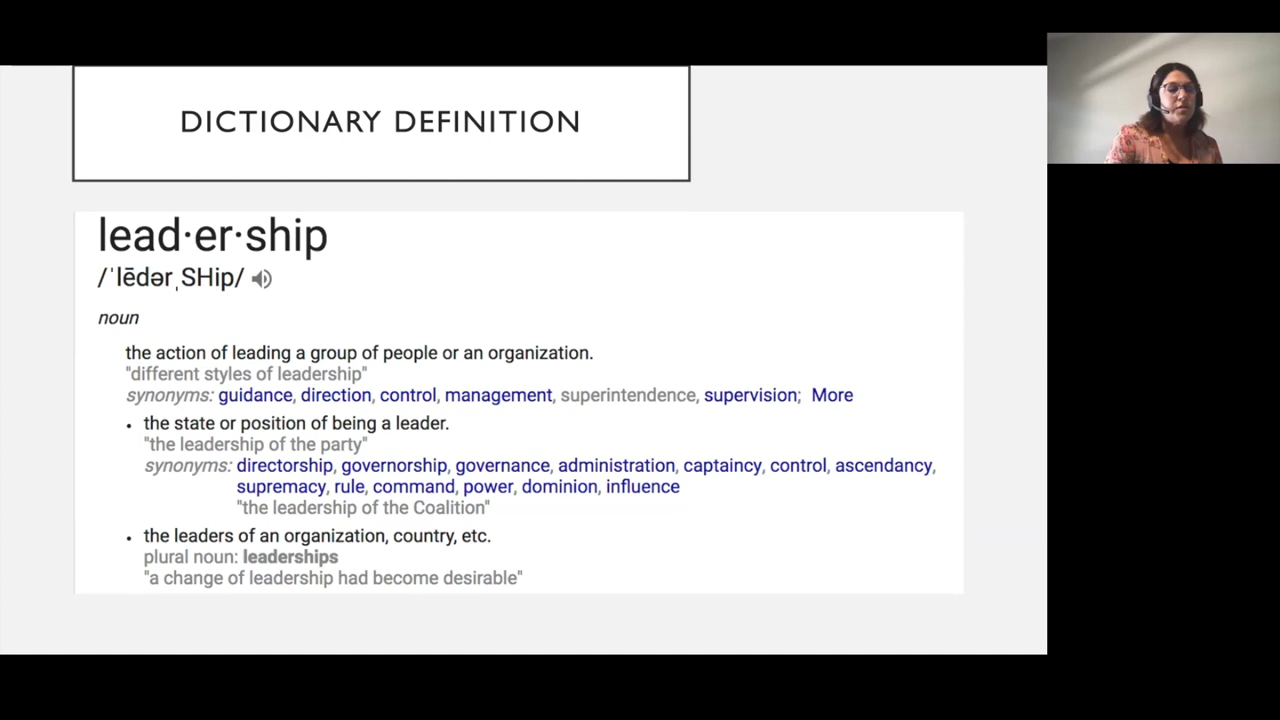 DICTIONARY DEFINITION
lead·er·ship
/ˈlēdərˌSHip/
noun
the action of leading a group of people or an organization.
"different styles of leadership"
synonyms: guidance, direction, control, management, superintendence, supervision; More
• the state or position of being a leader.
"the leadership of the party"
synonyms: directorship, governorship, governance, administration, captaincy, control, ascendancy,
supremacy, rule, command, power, dominion, influence
"the leadership of the Coalition"
• the leaders of an organization, country, etc.
plural noun: leaderships
"a change of leadership had become desirable"